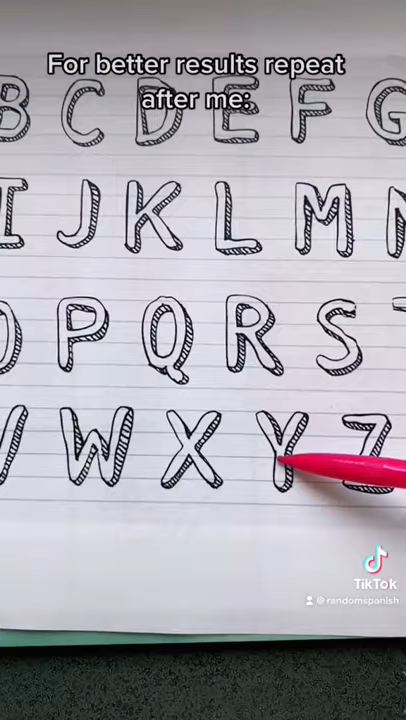 For better results repeat
after me:
B C D E F G
I J K L M N
O P Q R S T
V W X Y Z
TikTok
@randomspanish